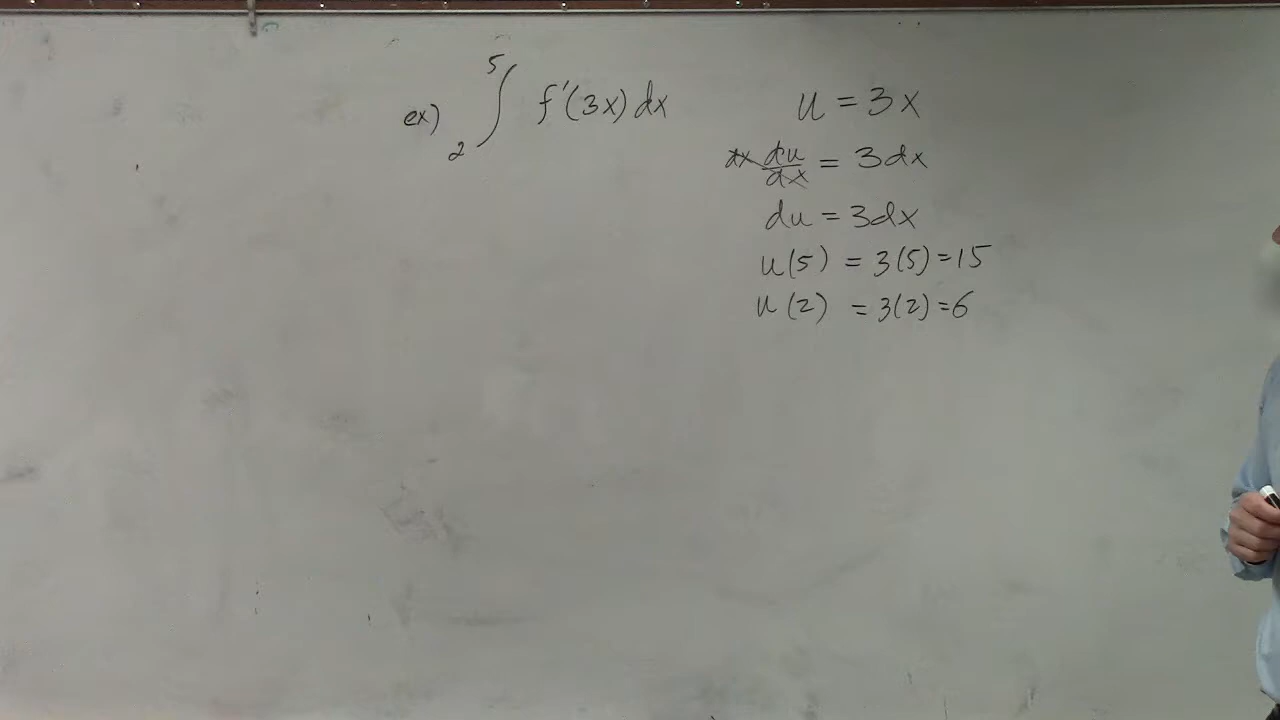 ex) ∫₂⁵ f'(3x) dx
u = 3x
dx du/dx = 3dx
du = 3dx
u(5) = 3(5) = 15
u(2) = 3(2) = 6